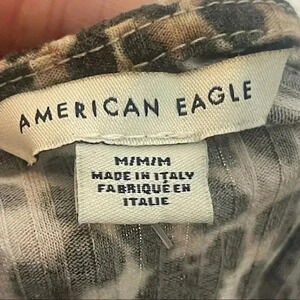 AMERICAN EAGLE
M/M/M
MADE IN ITALY
FABRIQUÉ EN
ITALIE